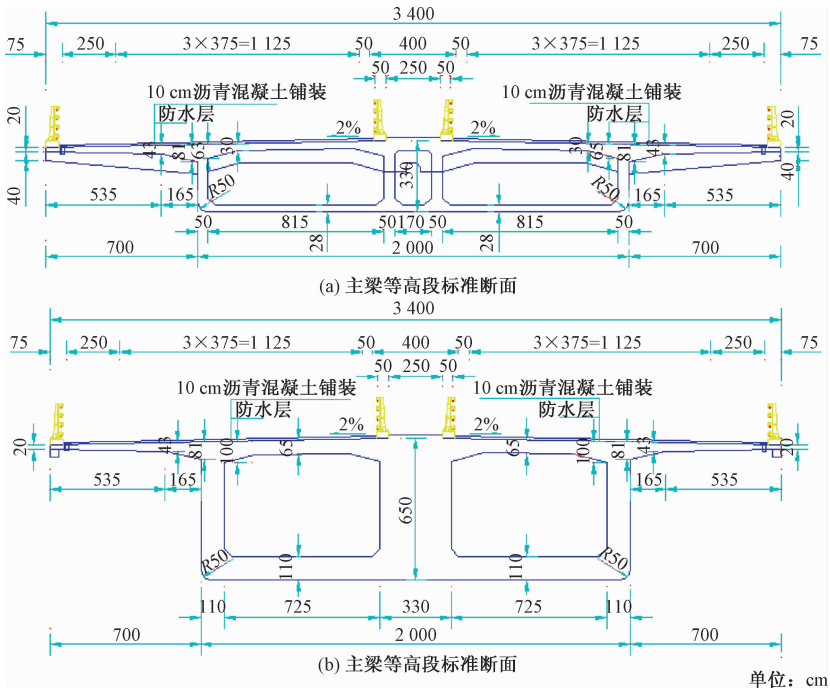 3 400
75 250 3×375=1 125 50 400 50 3×375=1 125 250 75
50 250 50
10 cm沥青混凝土铺装 10 cm沥青混凝土铺装
防水层 防水层
2% 2%
20 43 81 63 30 330 30 65 81 43 20
40 R50 R50 40
535 165 165 535
50 815 50 170 50 815 50
28 28
700 2 000 700
(a) 主梁等高段标准断面
3 400
75 250 3×375=1 125 50 400 50 3×375=1 125 250 75
50 250 50
10 cm沥青混凝土铺装 10 cm沥青混凝土铺装
防水层 防水层
2% 2%
20 43 81 100 65 65 100 81 43 20
535 165 650 165 535
R50 110 110 R50
110 725 330 725 110
700 2 000 700
(b) 主梁等高段标准断面
单位：cm